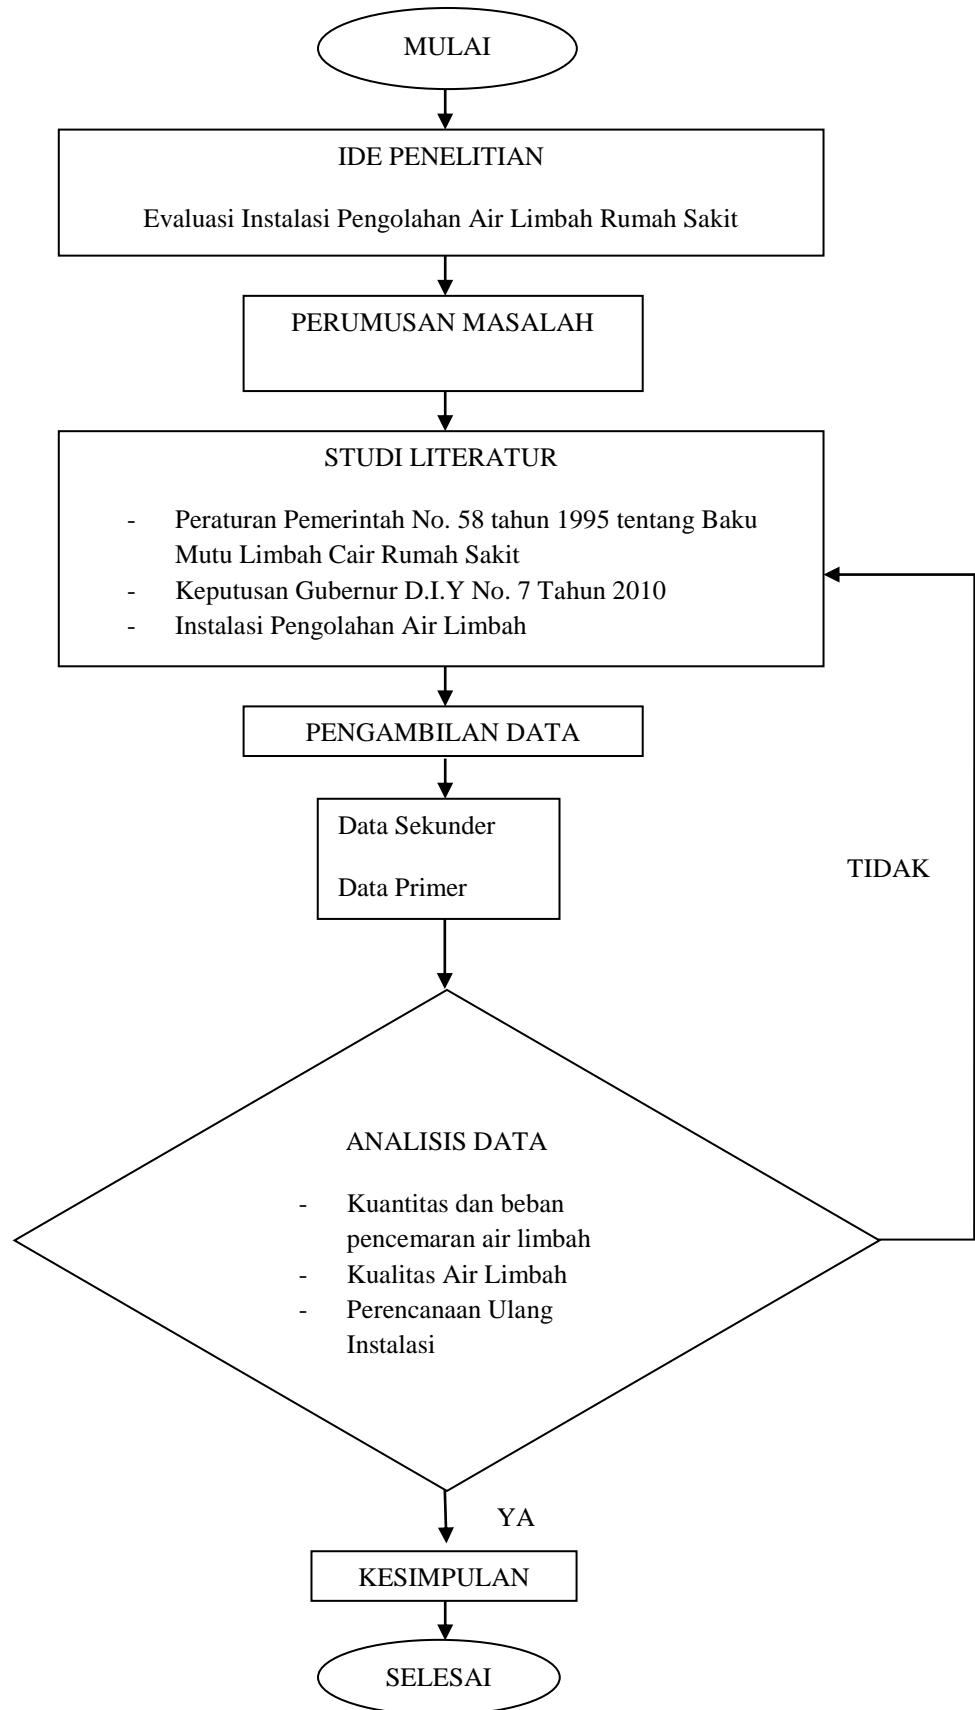 MULAI
IDE PENELITIAN
Evaluasi Instalasi Pengolahan Air Limbah Rumah Sakit
PERUMUSAN MASALAH
STUDI LITERATUR
- Peraturan Pemerintah No. 58 tahun 1995 tentang Baku
Mutu Limbah Cair Rumah Sakit
- Keputusan Gubernur D.I.Y No. 7 Tahun 2010
- Instalasi Pengolahan Air Limbah
PENGAMBILAN DATA
Data Sekunder
Data Primer
TIDAK
ANALISIS DATA
- Kuantitas dan beban
pencemaran air limbah
- Kualitas Air Limbah
- Perencanaan Ulang
Instalasi
YA
KESIMPULAN
SELESAI